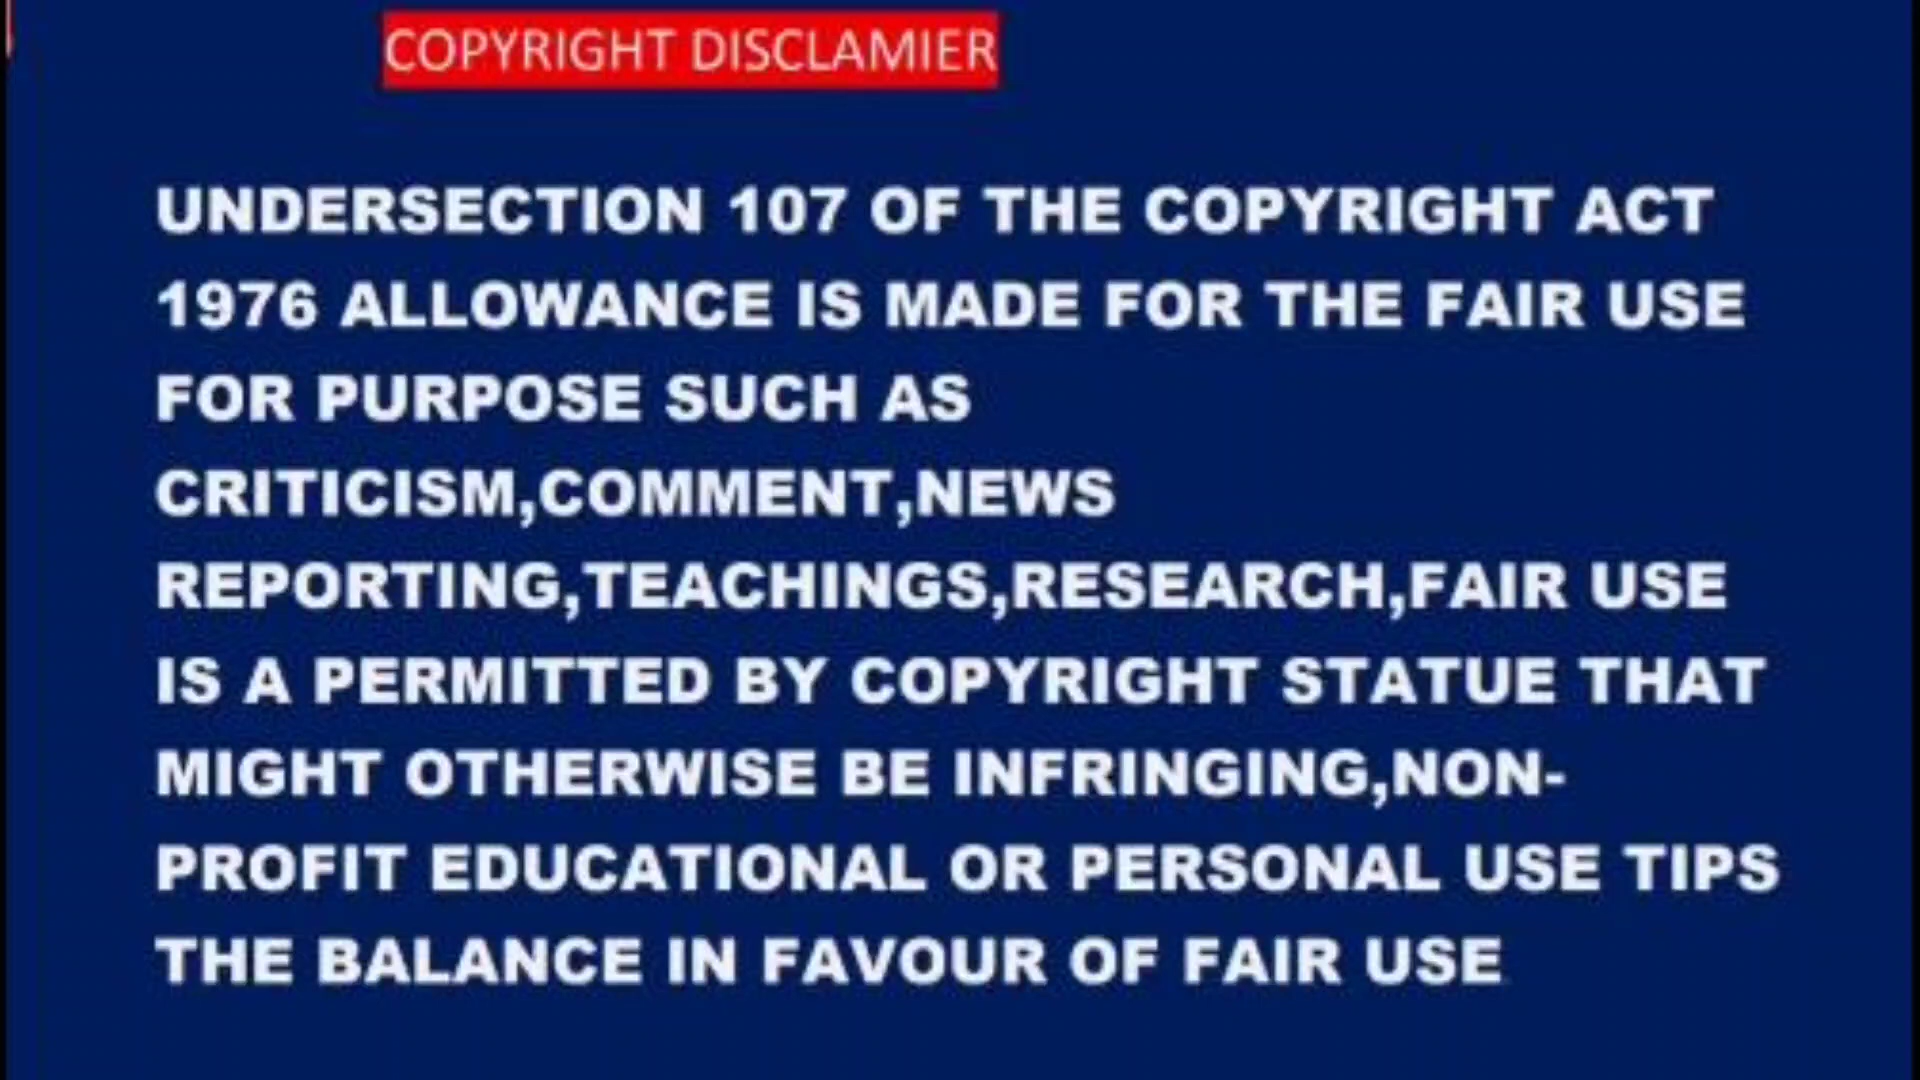 COPYRIGHT DISCLAMIER
UNDERSECTION 107 OF THE COPYRIGHT ACT
1976 ALLOWANCE IS MADE FOR THE FAIR USE
FOR PURPOSE SUCH AS
CRITICISM,COMMENT,NEWS
REPORTING,TEACHINGS,RESEARCH,FAIR USE
IS A PERMITTED BY COPYRIGHT STATUE THAT
MIGHT OTHERWISE BE INFRINGING,NON-
PROFIT EDUCATIONAL OR PERSONAL USE TIPS
THE BALANCE IN FAVOUR OF FAIR USE